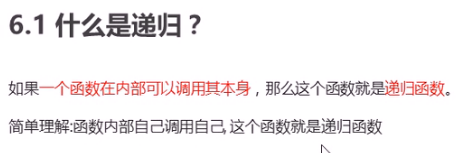 6.1 什么是递归？
如果一个函数在内部可以调用其本身，那么这个函数就是递归函数。
简单理解:函数内部自己调用自己,这个函数就是递归函数